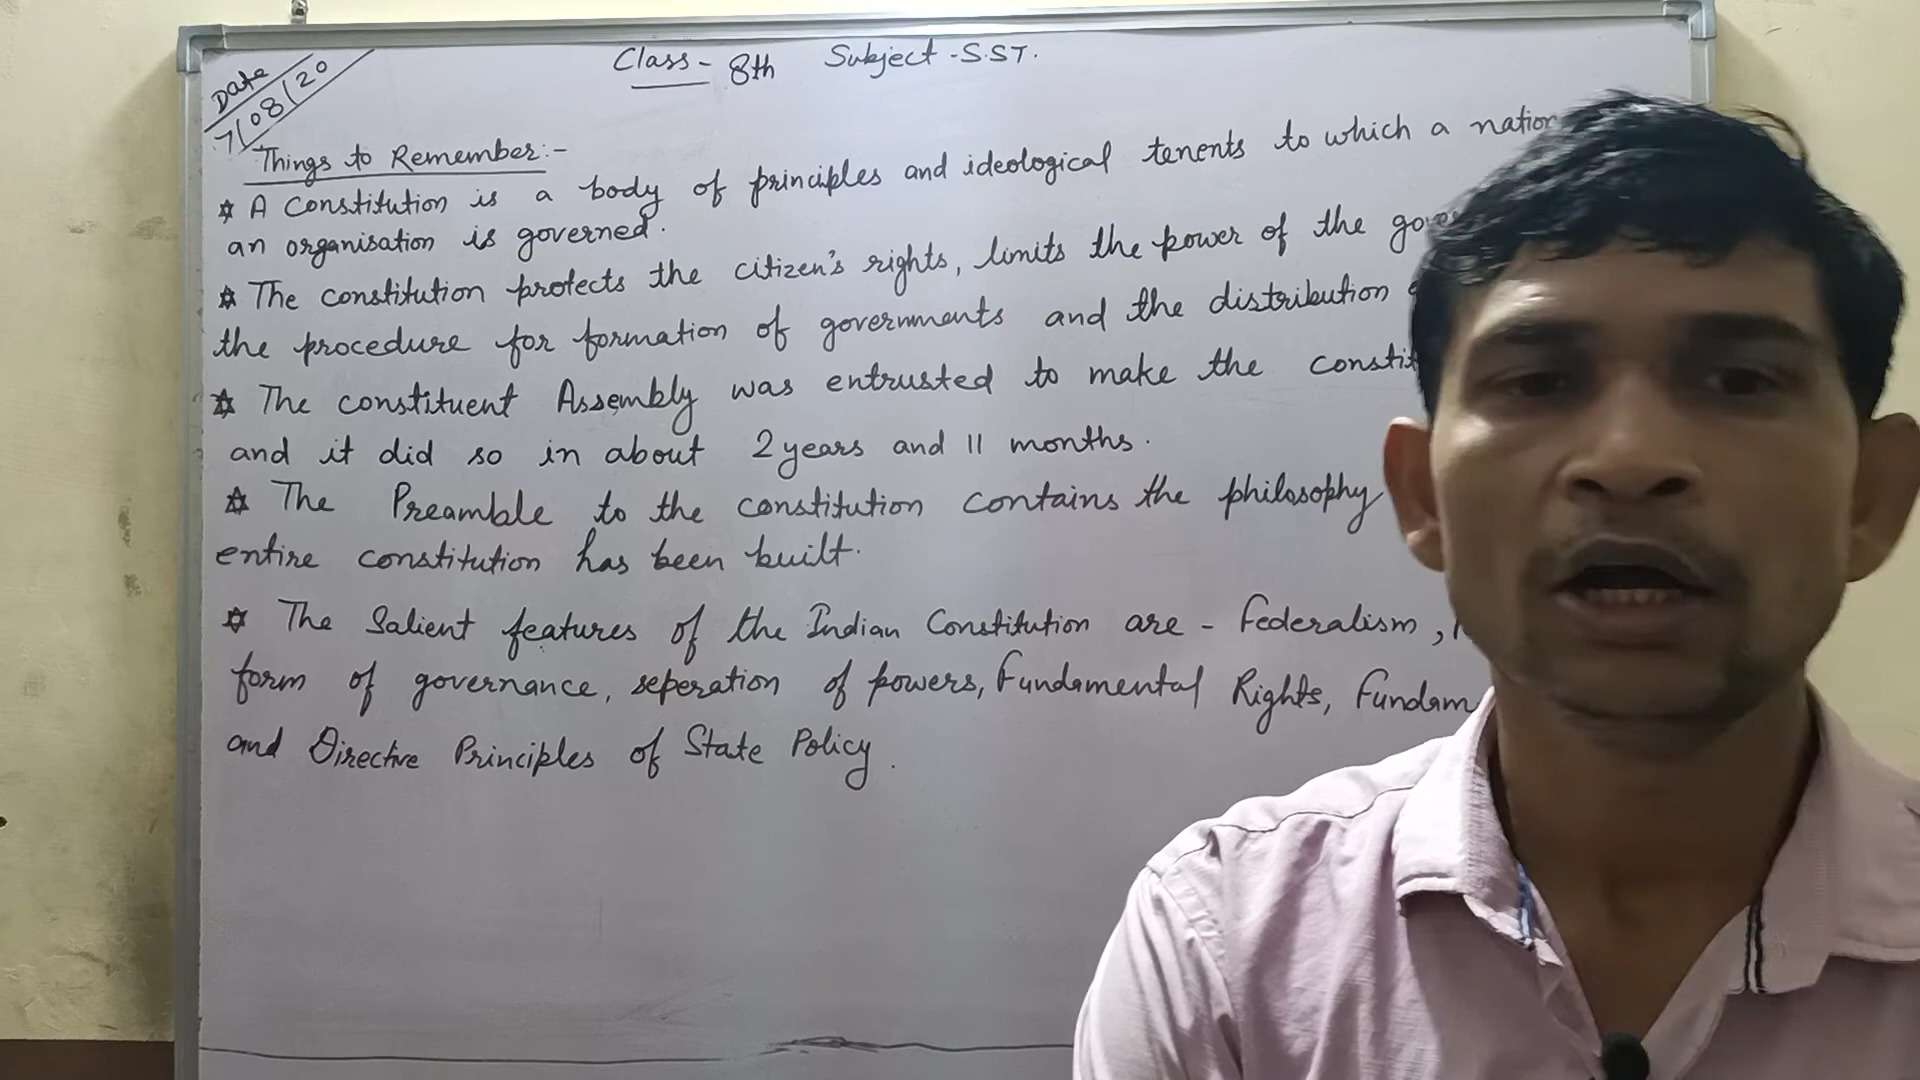 Date
7/08/20
Class - 8th Subject - S.ST.
Things to Remember:-
A constitution is a body of principles and ideological tenents to which a nation
an organisation is governed.
The constitution protects the citizen's rights, limits the power of the
the procedure for formation of governments and the distribution
The constituent Assembly was entrusted to make the
and it did so in about 2 years and 11 months.
The Preamble to the constitution contains the philosophy
entire constitution has been built.
The Salient features of the Indian Constitution are - Federalism,
form of governance, seperation of powers, Fundamental Rights,
and Directive Principles of State Policy.